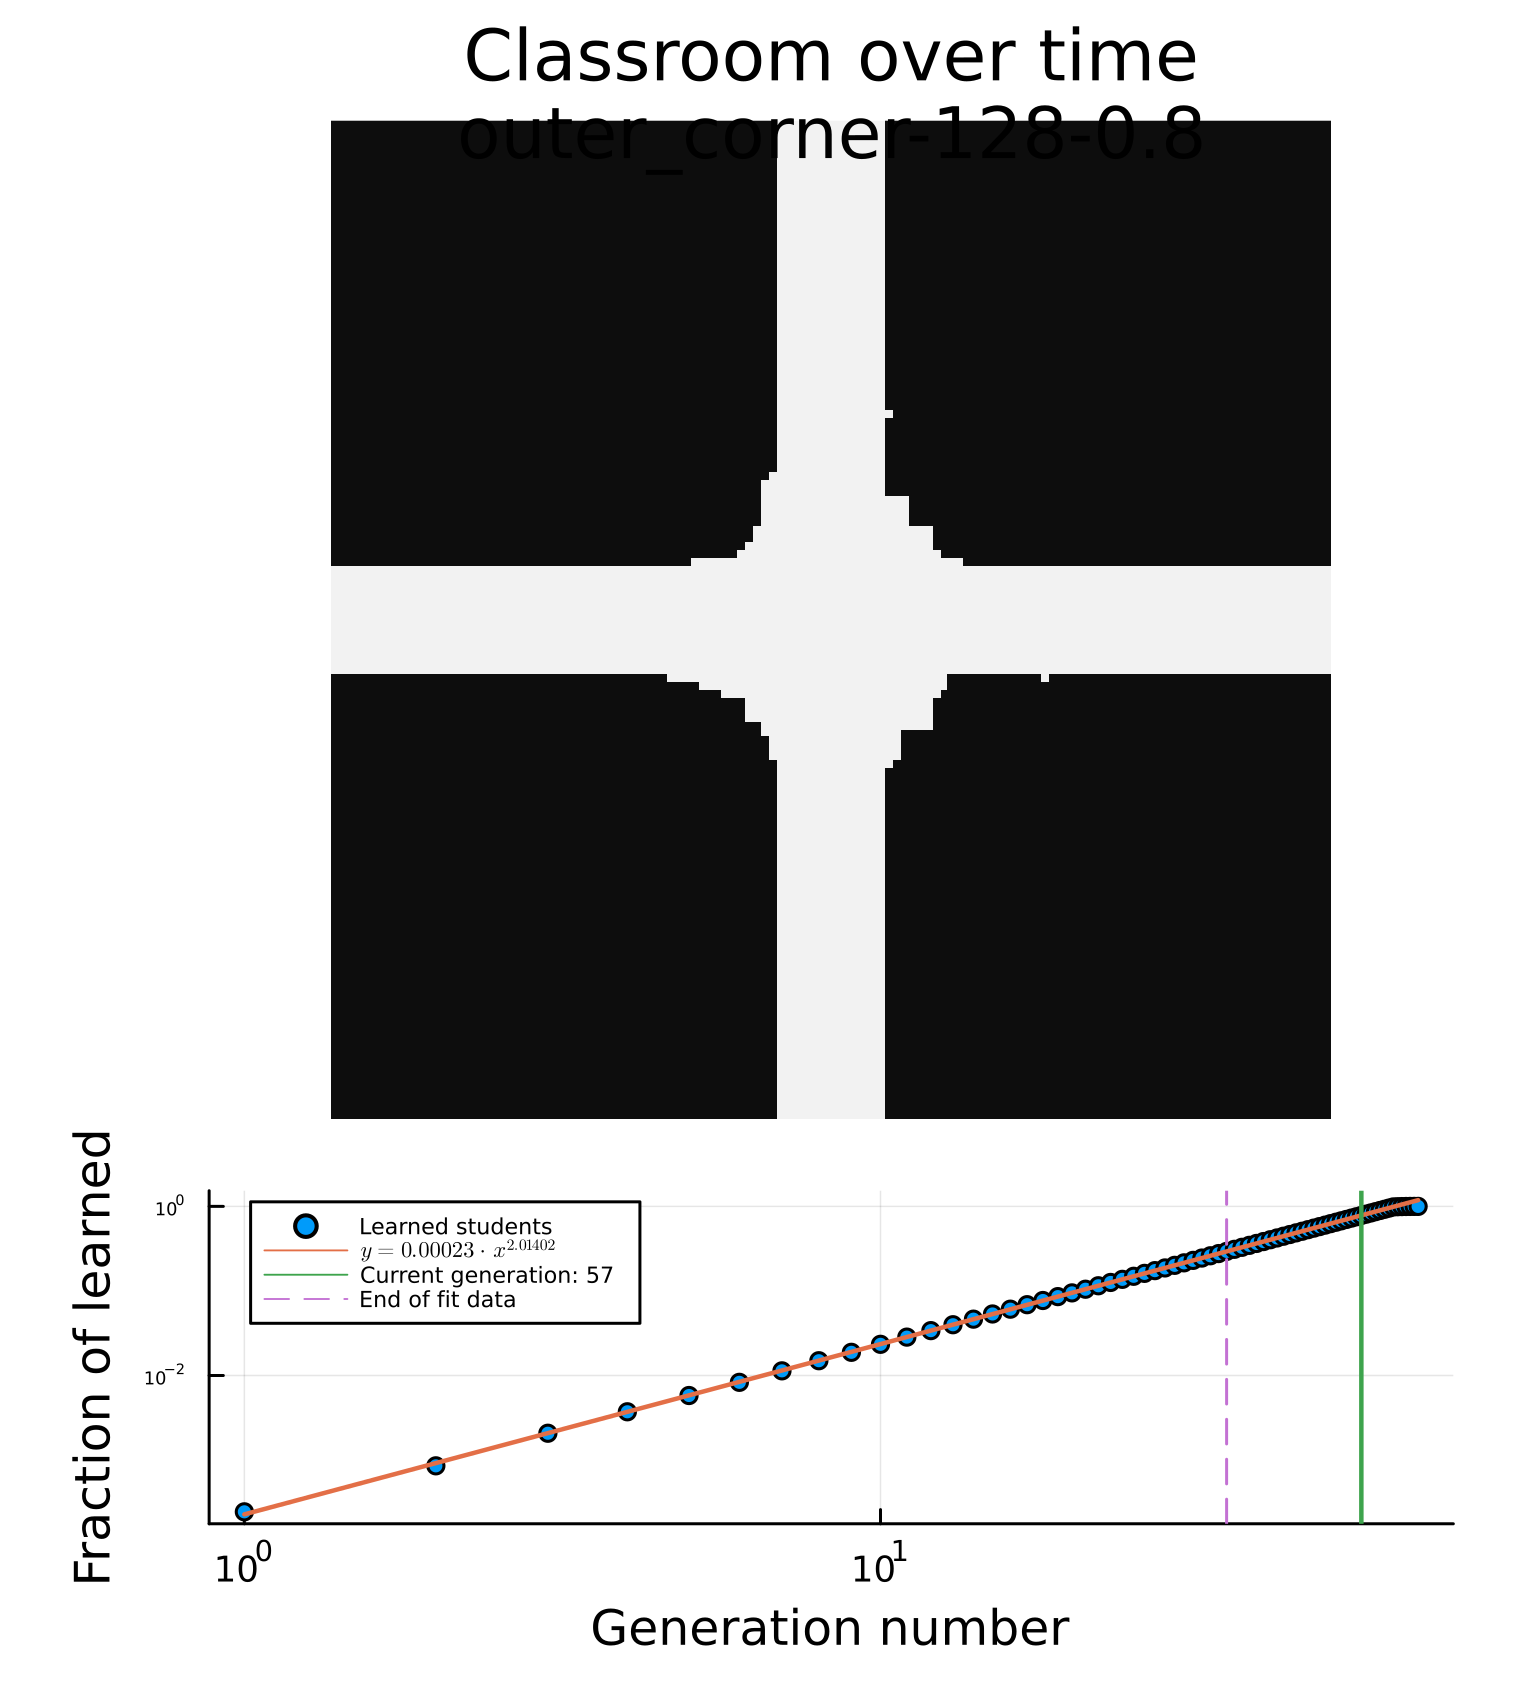 Classroom over time
outer_corner-128-0.8
Fraction of learned
10⁰
10⁻²
Learned students
y = 0.00023 · x^2.01402
Current generation: 57
End of fit data
10⁰
10¹
Generation number